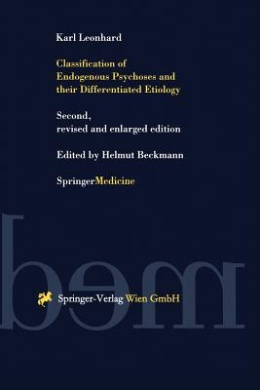 Karl Leonhard
Classification of
Endogenous Psychoses and
their Differentiated Etiology
Second,
revised and enlarged edition
Edited by Helmut Beckmann
SpringerMedicine
med
Springer-Verlag Wien GmbH